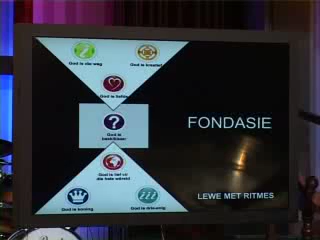 God is die weg
God is kreatief
God is liefde
God is
beskikbaar
God is lief vir
die hele wêreld
God is koning
God is drie-enig
FONDASIE
LEWE MET RITMES